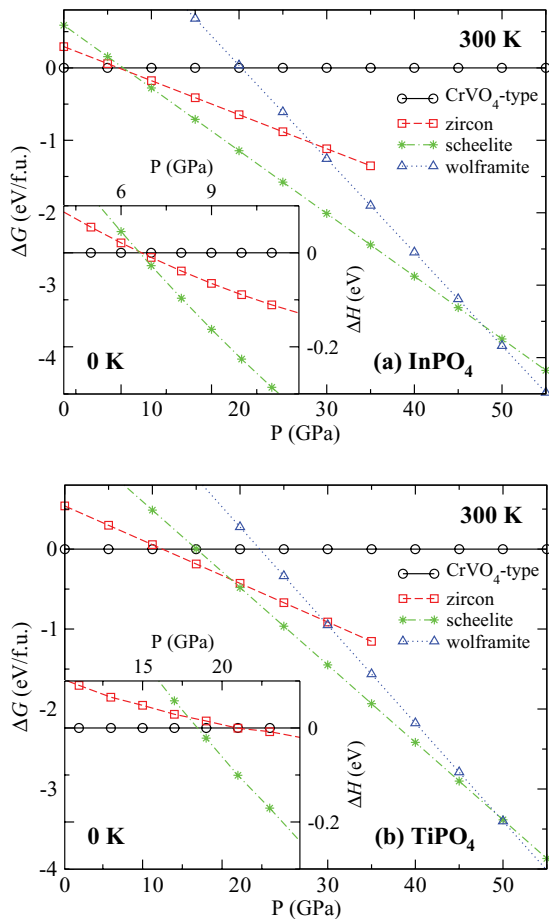 300 K
0
-1
-2
-3
-4
ΔG (eV/f.u.)
CrVO4-type
zircon
scheelite
wolframite
P (GPa)
6
9
0
-0.2
ΔH (eV)
0 K
(a) InPO4
0
10
20
30
40
50
P (GPa)
300 K
0
-1
-2
-3
-4
ΔG (eV/f.u.)
CrVO4-type
zircon
scheelite
wolframite
P (GPa)
15
20
0
-0.2
ΔH (eV)
0 K
(b) TiPO4
0
10
20
30
40
50
P (GPa)